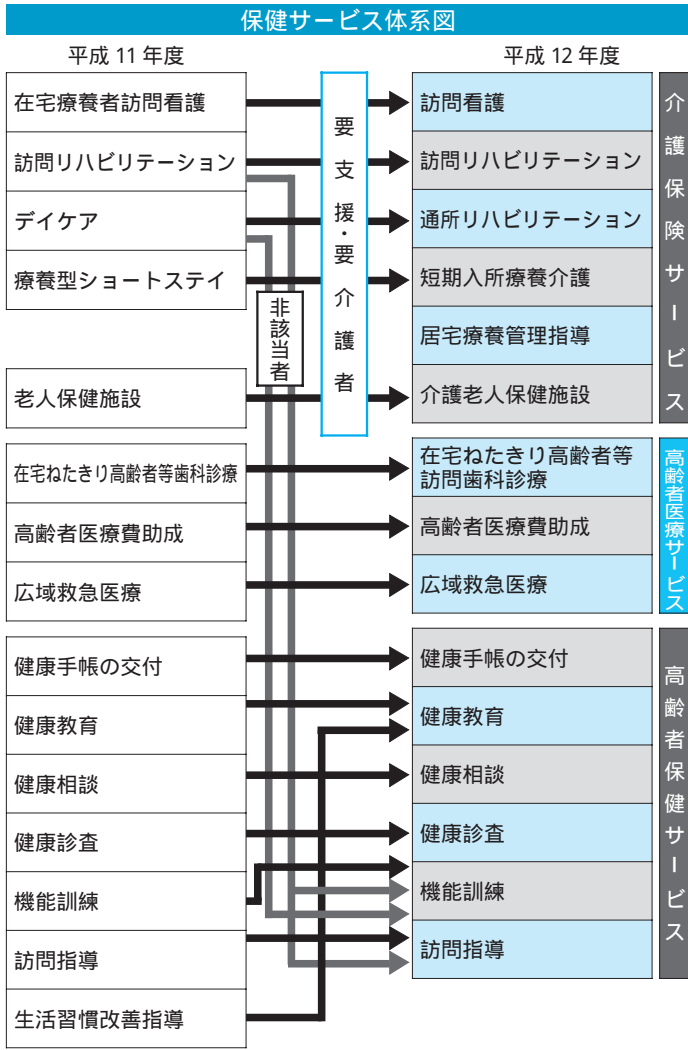 保健サービス体系図
平成 11 年度
平成 12 年度
在宅療養者訪問看護
訪問リハビリテーション
デイケア
療養型ショートステイ
老人保健施設
在宅ねたきり高齢者等歯科診療
高齢者医療費助成
広域救急医療
健康手帳の交付
健康教育
健康相談
健康診査
機能訓練
訪問指導
生活習慣改善指導
非該当者
要支援・要介護者
訪問看護
訪問リハビリテーション
通所リハビリテーション
短期入所療養介護
居宅療養管理指導
介護老人保健施設
在宅ねたきり高齢者等
訪問歯科診療
高齢者医療費助成
広域救急医療
健康手帳の交付
健康教育
健康相談
健康診査
機能訓練
訪問指導
介護保険サービス
高齢者医療サービス
高齢者保健サービス